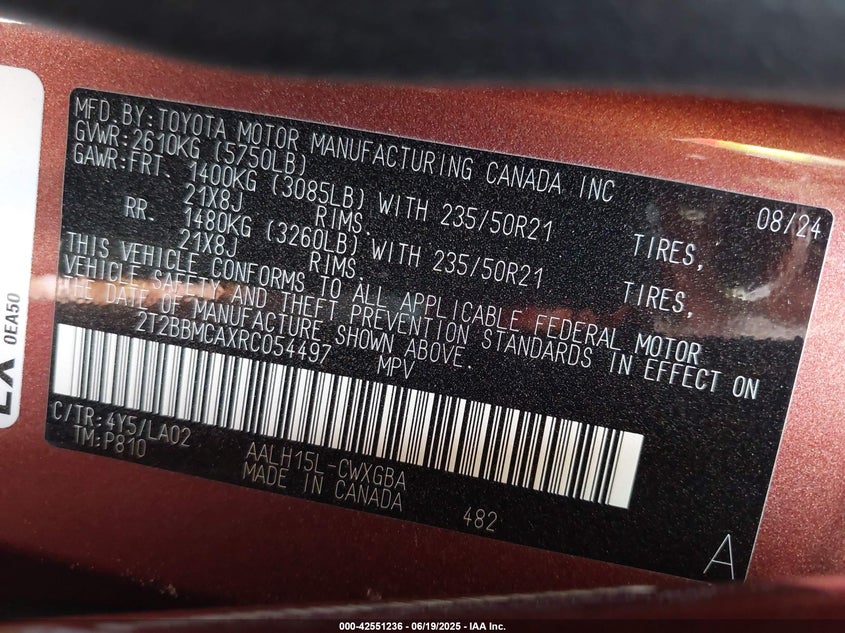 MFD.BY:TOYOTA MOTOR MANUFACTURING CANADA INC 08/24
GVWR:2610KG (5750LB)
GAWR:FRT. 1400KG (3085LB) WITH 235/50R21 TIRES,
21X8J RIMS.
RR. 1480KG (3260LB) WITH 235/50R21 TIRES,
21X8J RIMS.
THIS VEHICLE CONFORMS TO ALL APPLICABLE FEDERAL MOTOR
VEHICLE SAFETY AND THEFT PREVENTION STANDARDS IN EFFECT ON
THE DATE OF MANUFACTURE SHOWN ABOVE.
2T2BBMCAXRC054497 MPV
C/TR:4Y5/LA02 AALH15L-CWXGBA
TM:P810 MADE IN CANADA 482
A
0EA50
000-42551236 - 06/19/2025 - IAA Inc.